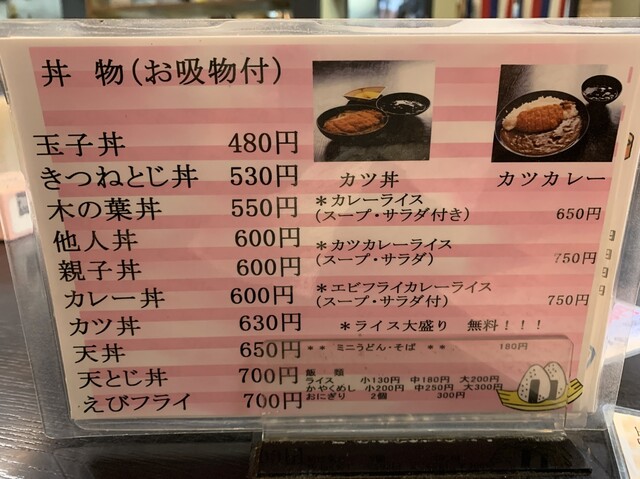 丼 物(お吸物付)
玉子丼 480円
きつねとじ丼 530円
木の葉丼 550円
他人丼 600円
親子丼 600円
カレー丼 600円
カツ丼 630円
天丼 650円
天とじ丼 700円
えびフライ 700円
カツ丼
カツカレー
＊カレーライス
(スープ・サラダ付き) 650円
＊カツカレーライス
(スープ・サラダ) 750円
＊エビフライカレーライス
(スープ・サラダ付) 750円
＊ライス大盛り 無料！！！
＊＊ ミニうどん・そば ＊＊ 180円
飯 類
ライス 小130円 中180円 大200円
かやくめし 小200円 中250円 大300円
おにぎり 2個 300円